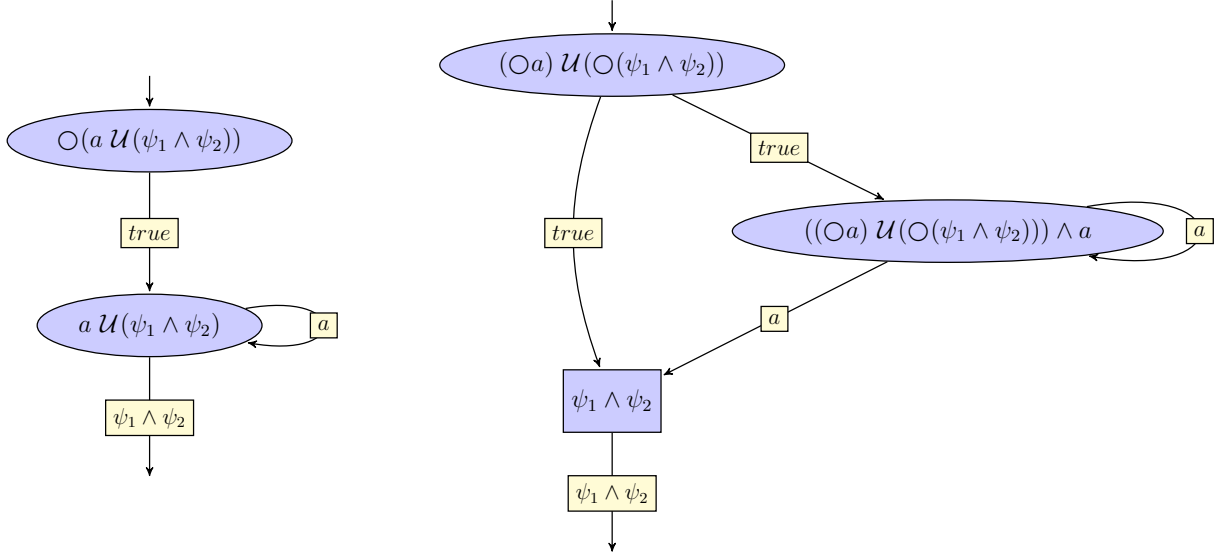 ◯(a 𝒰(ψ₁ ∧ ψ₂))
true
a 𝒰(ψ₁ ∧ ψ₂)
a
ψ₁ ∧ ψ₂
(◯a) 𝒰(◯(ψ₁ ∧ ψ₂))
true
true
((◯a) 𝒰(◯(ψ₁ ∧ ψ₂))) ∧ a
a
a
ψ₁ ∧ ψ₂
ψ₁ ∧ ψ₂